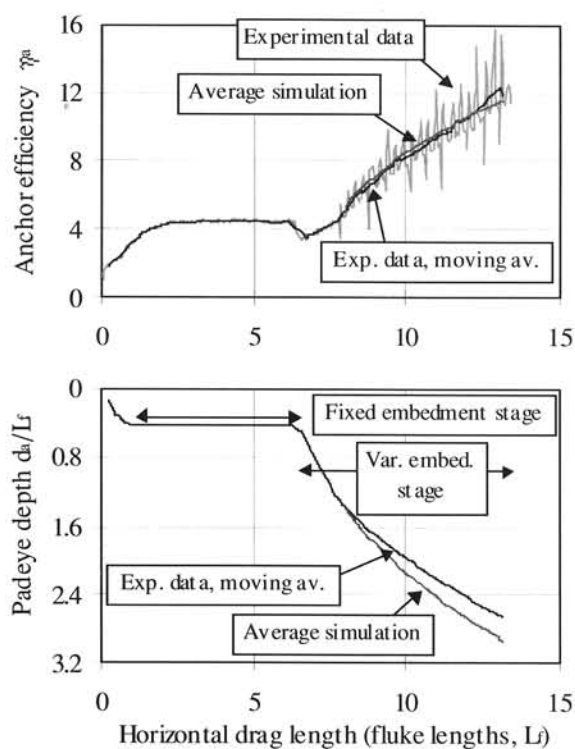 16
12
8
4
0
Anchor efficiency ηa
Experimental data
Average simulation
Exp. data, moving av.
0 5 10 15
0
0.8
1.6
2.4
3.2
Padeye depth da/Lf
Fixed embedment stage
Var. embed.
stage
Exp. data, moving av.
Average simulation
0 5 10 15
Horizontal drag length (fluke lengths, Lf)